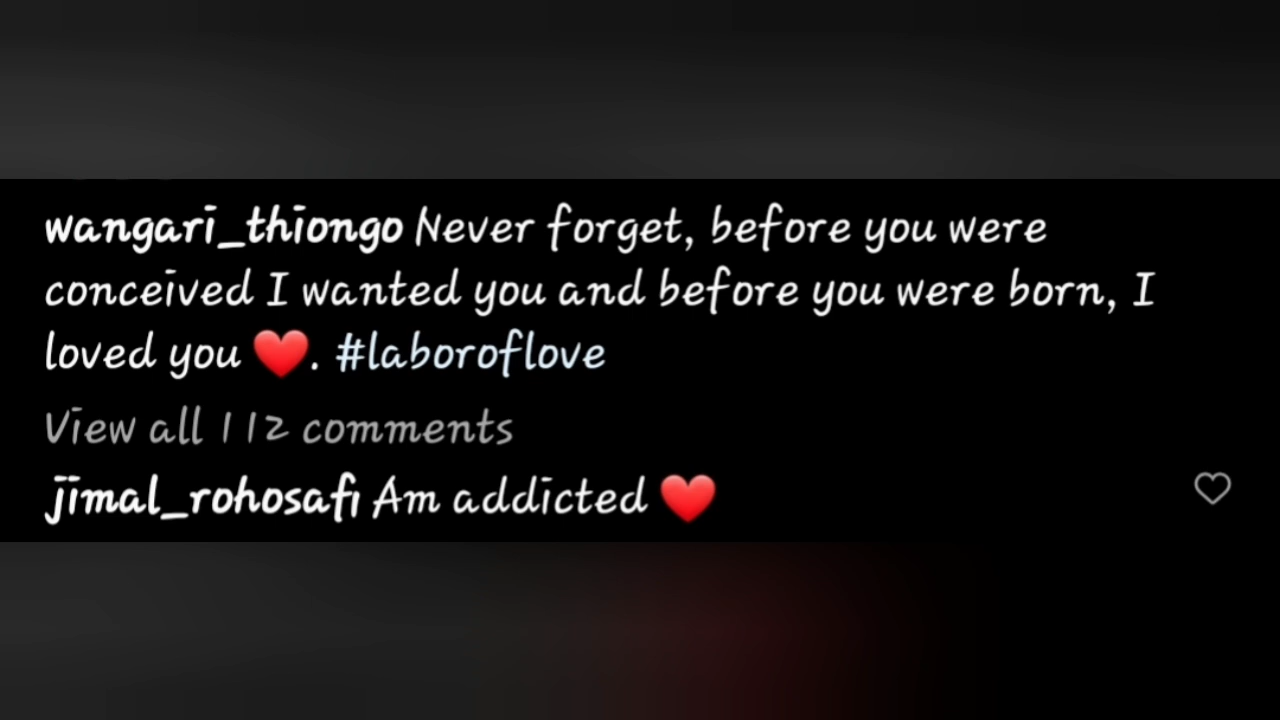 wangari_thiongo Never forget, before you were
conceived I wanted you and before you were born, I
loved you ❤️. #laboroflove
View all 112 comments
jimal_rohosafi Am addicted ❤️